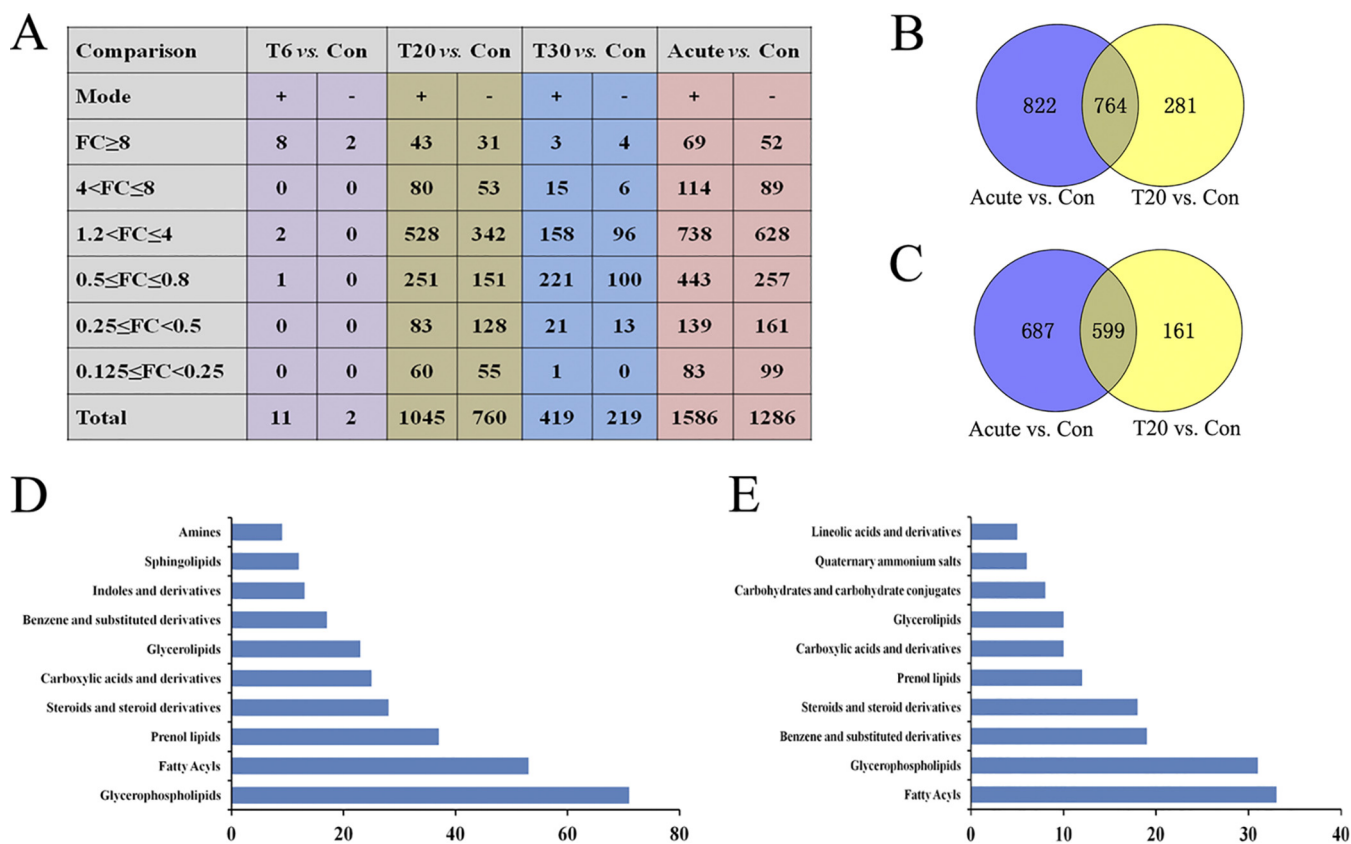 A
Comparison T6 vs. Con T20 vs. Con T30 vs. Con Acute vs. Con
Mode + - + - + - + -
FC≥8 8 2 43 31 3 4 69 52
4<FC≤8 0 0 80 53 15 6 114 89
1.2<FC≤4 2 0 528 342 158 96 738 628
0.5≤FC≤0.8 1 0 251 151 221 100 443 257
0.25≤FC<0.5 0 0 83 128 21 13 139 161
0.125≤FC<0.25 0 0 60 55 1 0 83 99
Total 11 2 1045 760 419 219 1586 1286
B
822 764 281
Acute vs. Con T20 vs. Con
C
687 599 161
Acute vs. Con T20 vs. Con
D
Amines
Sphingolipids
Indoles and derivatives
Benzene and substituted derivatives
Glycerolipids
Carboxylic acids and derivatives
Steroids and steroid derivatives
Prenol lipids
Fatty Acyls
Glycerophospholipids
0 20 40 60 80
E
Lineolic acids and derivatives
Quaternary ammonium salts
Carbohydrates and carbohydrate conjugates
Glycerolipids
Carboxylic acids and derivatives
Prenol lipids
Steroids and steroid derivatives
Benzene and substituted derivatives
Glycerophospholipids
Fatty Acyls
0 10 20 30 40